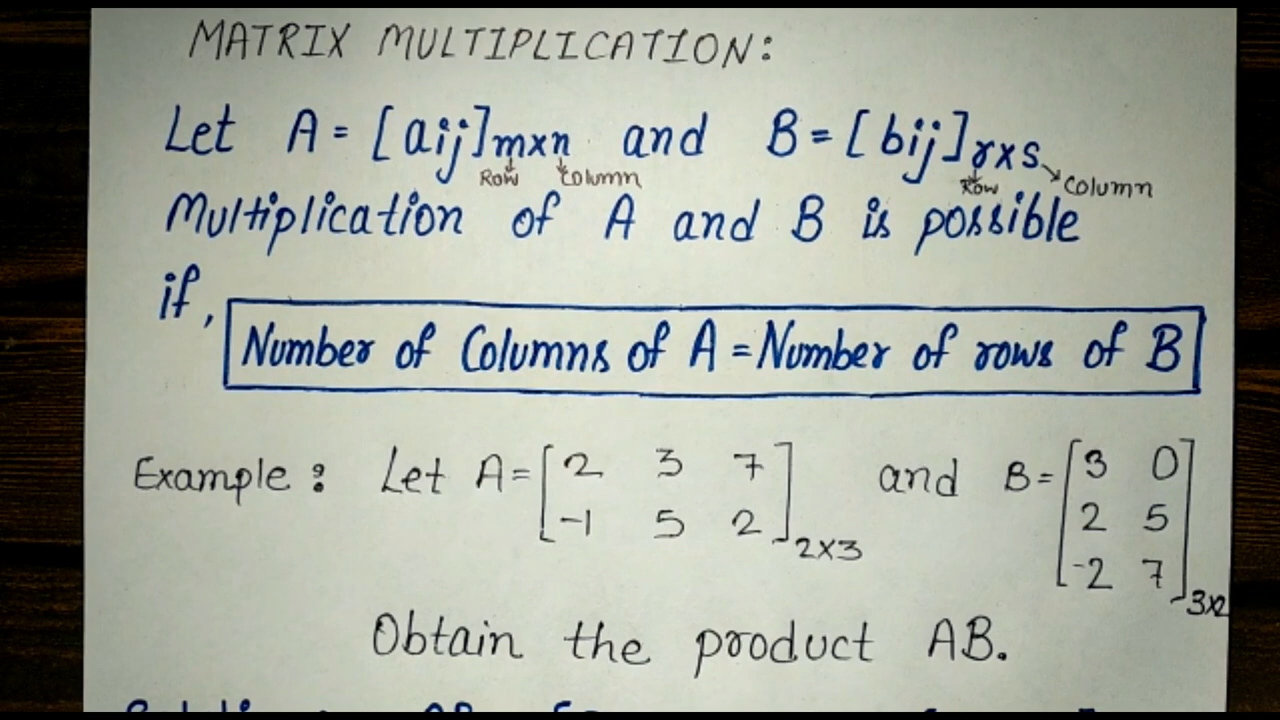 MATRIX MULTIPLICATION:
Let A = [aij]m×n and B = [bij]r×s
Row Column Row Column
Multiplication of A and B is possible
if,
Number of Columns of A = Number of rows of B
Example: Let A = [2 3 7 and B = [3 0
-1 5 2]2×3 2 5
-2 7]3×2
Obtain the product AB.